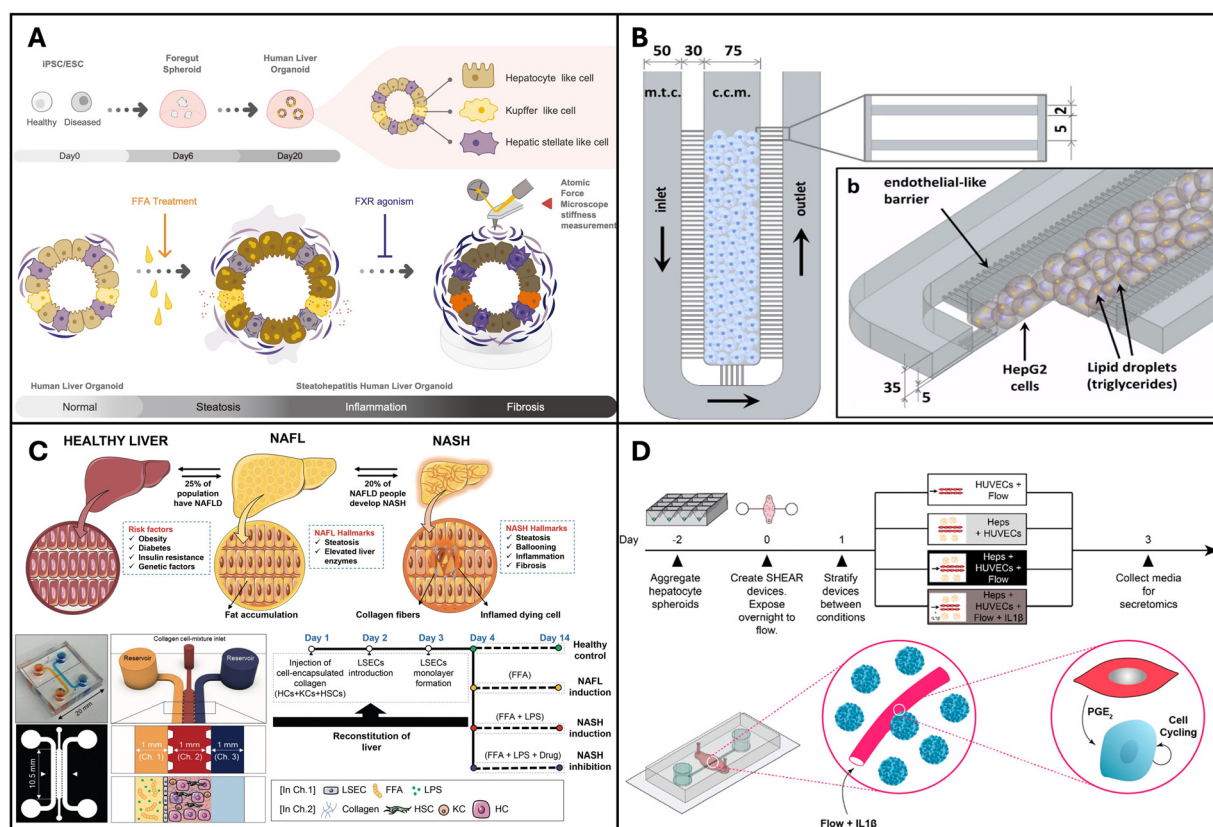 A
iPSC/ESC
Foregut
Spheroid
Human Liver
Organoid
Healthy
Diseased
Hepatocyte like cell
Kupffer like cell
Hepatic stellate like cell
Day0
Day6
Day20
FFA Treatment
FXR agonism
Atomic
Force
Microscope
stiffness
measurement
Human Liver Organoid
Steatohepatitis Human Liver Organoid
Normal
Steatosis
Inflammation
Fibrosis
B
50
30
75
m.t.c.
c.c.m.
inlet
outlet
2
5
b
endothelial-like
barrier
HepG2
cells
Lipid droplets
(triglycerides)
35
5
C
HEALTHY LIVER
NAFL
NASH
25% of
population
have NAFLD
20% of
NAFLD people
develop NASH
Risk factors
✓ Obesity
✓ Diabetes
✓ Insulin resistance
✓ Genetic factors
NAFL Hallmarks
✓ Steatosis
✓ Elevated liver
enzymes
NASH Hallmarks
✓ Steatosis
✓ Ballooning
✓ Inflammation
✓ Fibrosis
Fat accumulation
Collagen fibers
Inflamed dying cell
20 mm
10.5 mm
Collagen cell-mixture inlet
Reservoir
Reservoir
1 mm
(Ch. 1)
1 mm
(Ch. 2)
1 mm
(Ch. 3)
Day 1
Day 2
Day 3
Day 4
Day 14
Injection of
cell-encapsulated
collagen
(HCs+KCs+HSCs)
LSECs
introduction
LSECs
monolayer
formation
Reconstitution of
liver
Healthy
control
(FFA)
NAFL
induction
(FFA + LPS)
NASH
induction
(FFA + LPS + Drug)
NASH
inhibition
[In Ch.1] LSEC FFA LPS
[In Ch.2] Collagen HSC KC HC
D
Day
-2
0
1
3
Aggregate
hepatocyte
spheroids
Create SHEAR
devices.
Expose
overnight to
flow.
Stratify
devices
between
conditions
HUVECs +
Flow
Heps
+ HUVECs
Heps +
HUVECs +
Flow
Heps +
HUVECs +
Flow + IL1β
Collect media
for
secretomics
Flow + IL1β
PGE2
Cell
Cycling